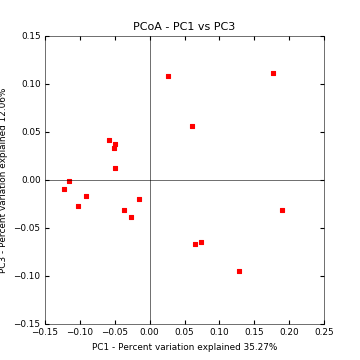 PCoA - PC1 vs PC3
0.15
0.10
0.05
0.00
−0.05
−0.10
−0.15
PC3 - Percent variation explained 12.06%
−0.15 −0.10 −0.05 0.00 0.05 0.10 0.15 0.20 0.25
PC1 - Percent variation explained 35.27%